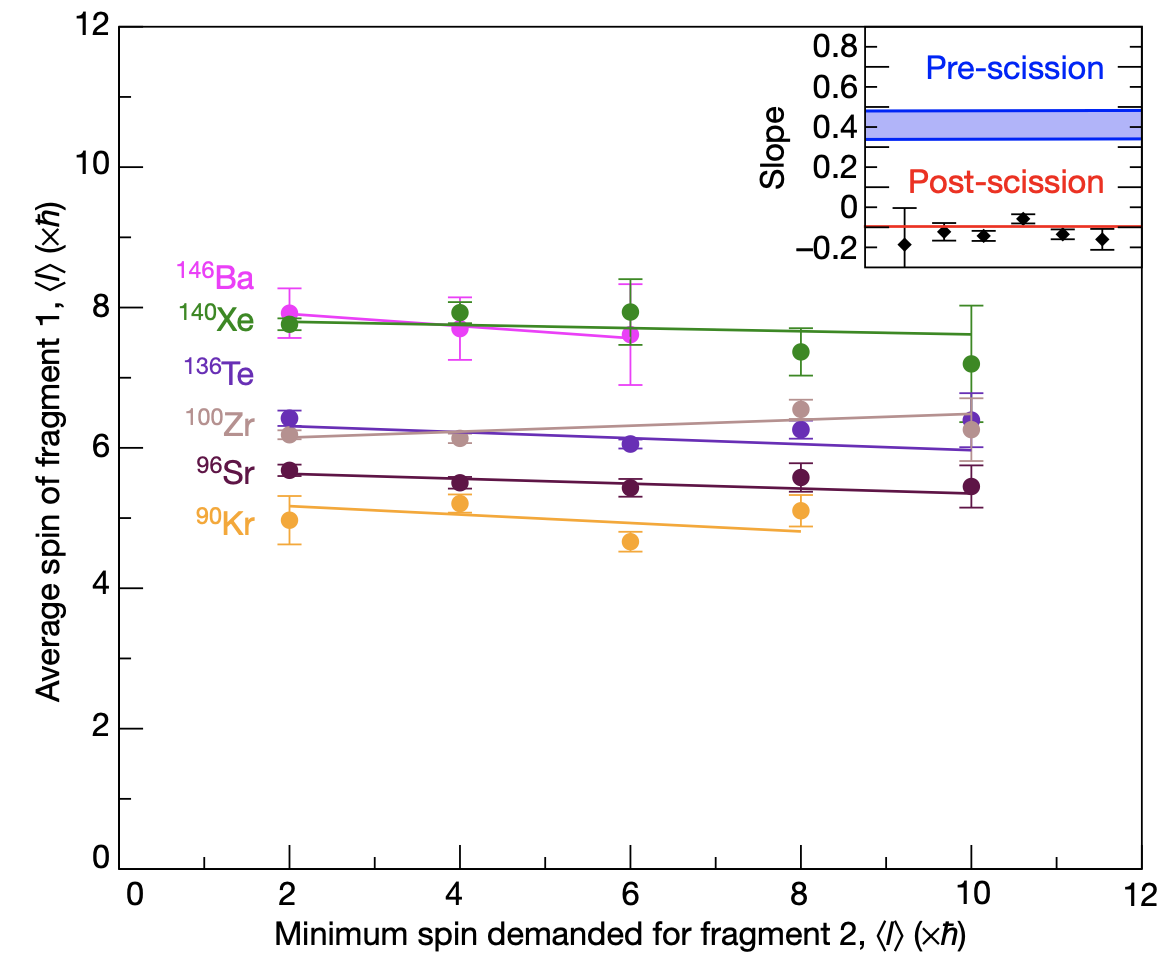 12
10
8
6
4
2
0
Average spin of fragment 1, ⟨I⟩ (×ℏ)
¹⁴⁶Ba
¹⁴⁰Xe
¹³⁶Te
¹⁰⁰Zr
⁹⁶Sr
⁹⁰Kr
0.8
0.6
0.4
0.2
0
−0.2
Slope
Pre-scission
Post-scission
0 2 4 6 8 10 12
Minimum spin demanded for fragment 2, ⟨I⟩ (×ℏ)